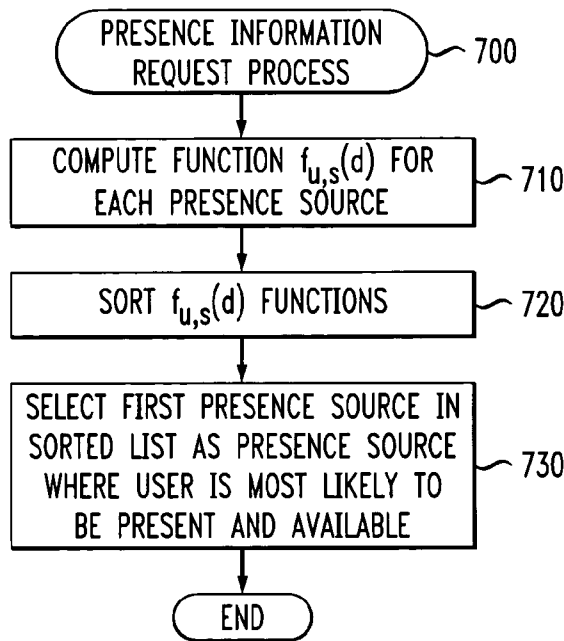 PRESENCE INFORMATION
REQUEST PROCESS
700
COMPUTE FUNCTION f_{u,s}(d) FOR
EACH PRESENCE SOURCE
710
SORT f_{u,s}(d) FUNCTIONS
720
SELECT FIRST PRESENCE SOURCE IN
SORTED LIST AS PRESENCE SOURCE
WHERE USER IS MOST LIKELY TO
BE PRESENT AND AVAILABLE
730
END